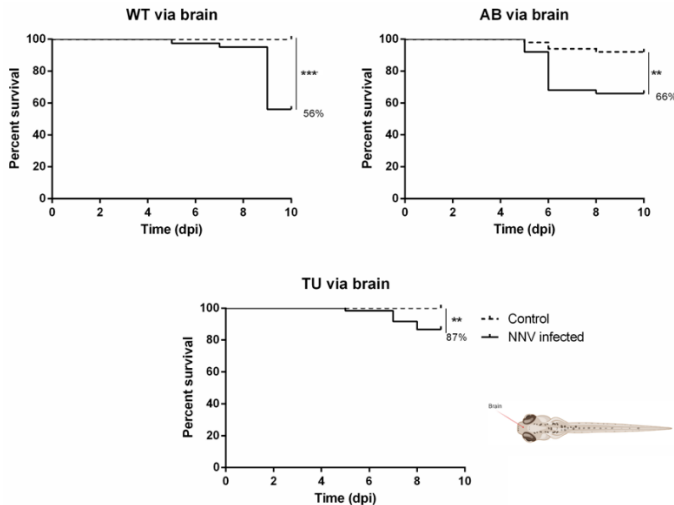 WT via brain
100
80
60
40
20
0
Percent survival
***
56%
0 2 4 6 8 10
Time (dpi)
AB via brain
100
80
60
40
20
0
Percent survival
**
66%
0 2 4 6 8 10
Time (dpi)
TU via brain
100
80
60
40
20
0
Percent survival
**
87%
0 2 4 6 8 10
Time (dpi)
Control
NNV infected
Brain